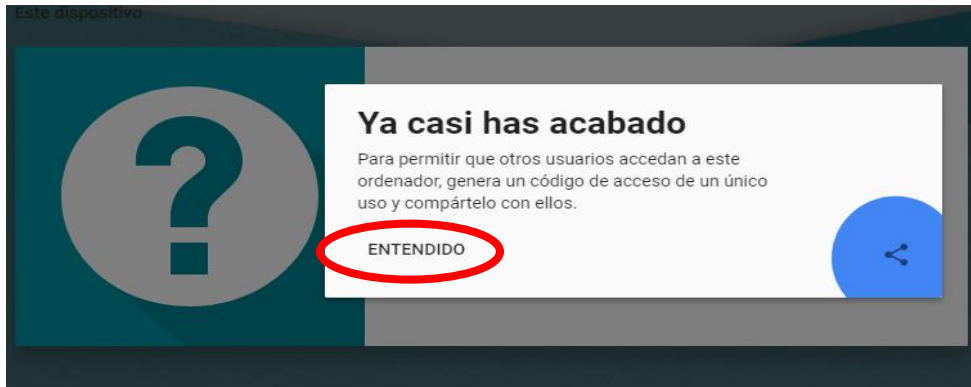 Este dispositivo
Ya casi has acabado
Para permitir que otros usuarios accedan a este
ordenador, genera un código de acceso de un único
uso y compártelo con ellos.
ENTENDIDO